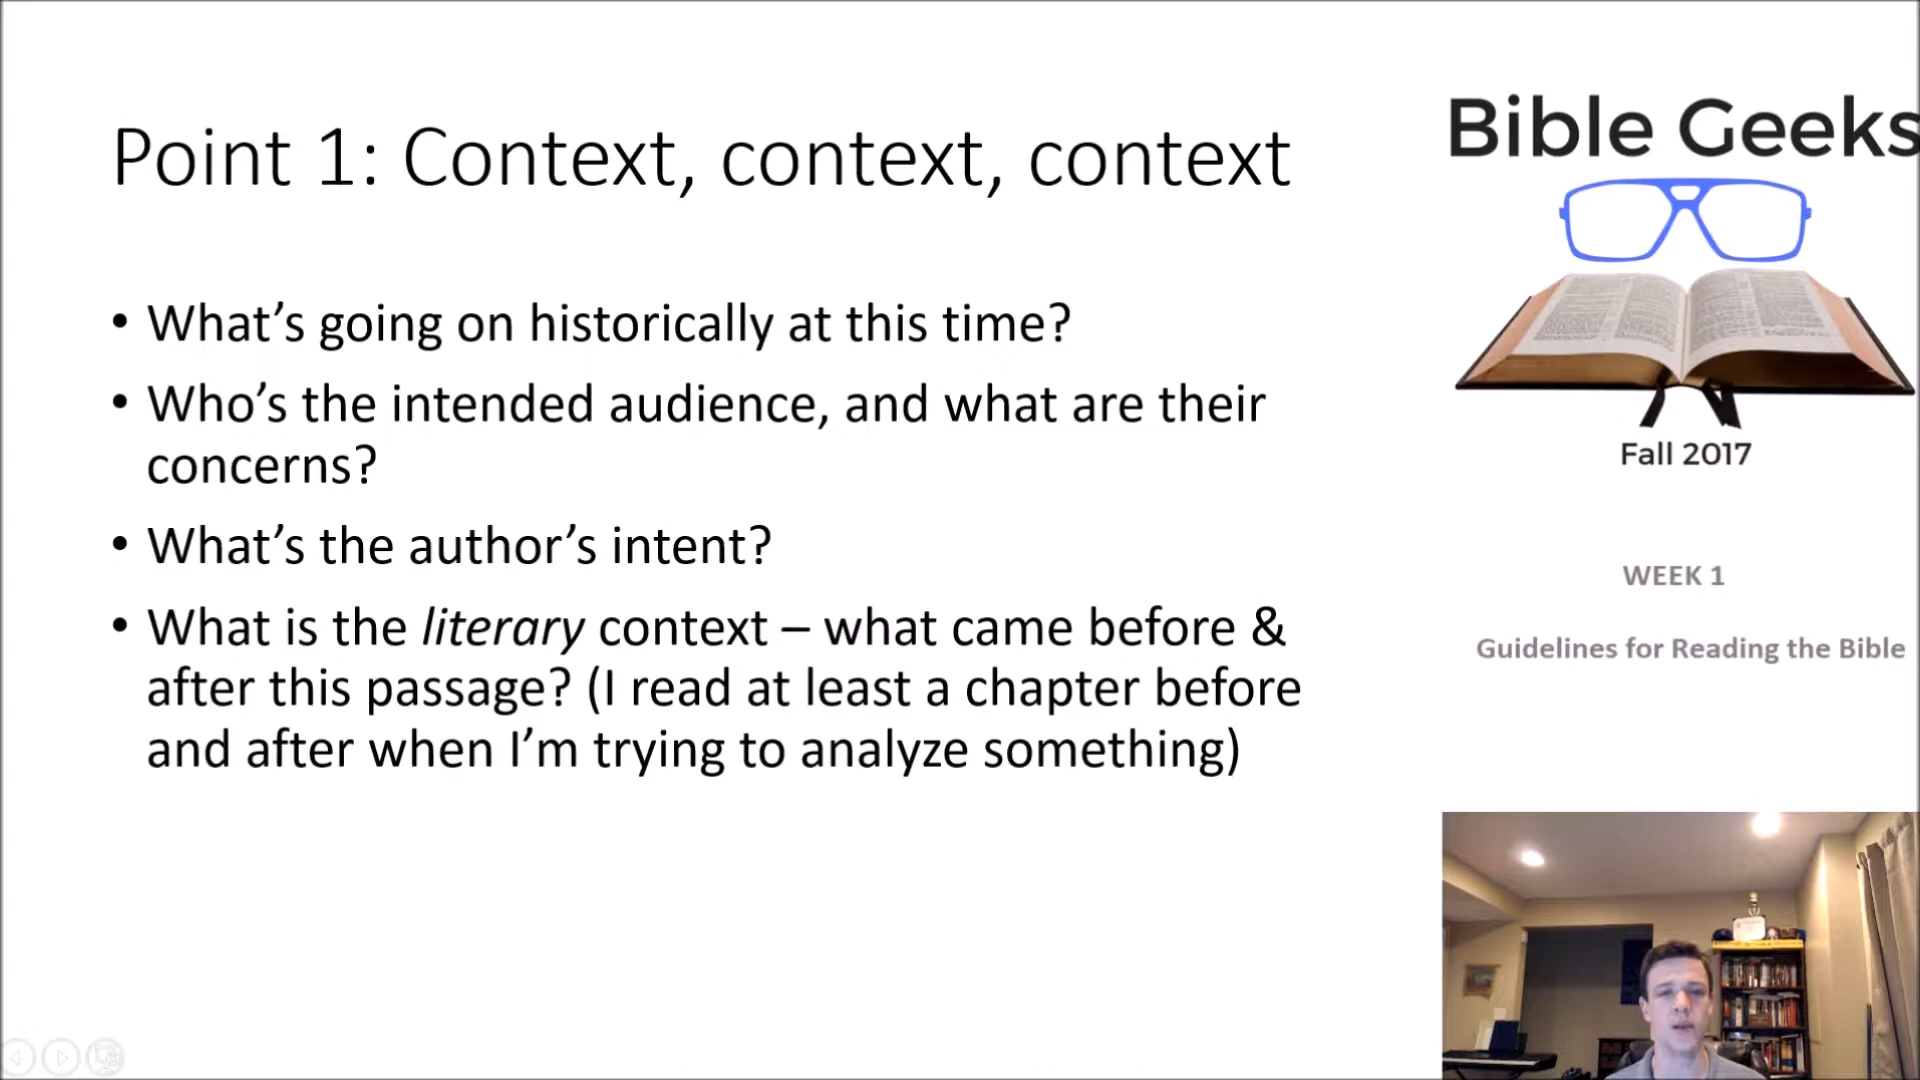 Point 1: Context, context, context
• What’s going on historically at this time?
• Who’s the intended audience, and what are their
concerns?
• What’s the author’s intent?
• What is the literary context – what came before &
after this passage? (I read at least a chapter before
and after when I’m trying to analyze something)
Bible Geeks
Fall 2017
WEEK 1
Guidelines for Reading the Bible